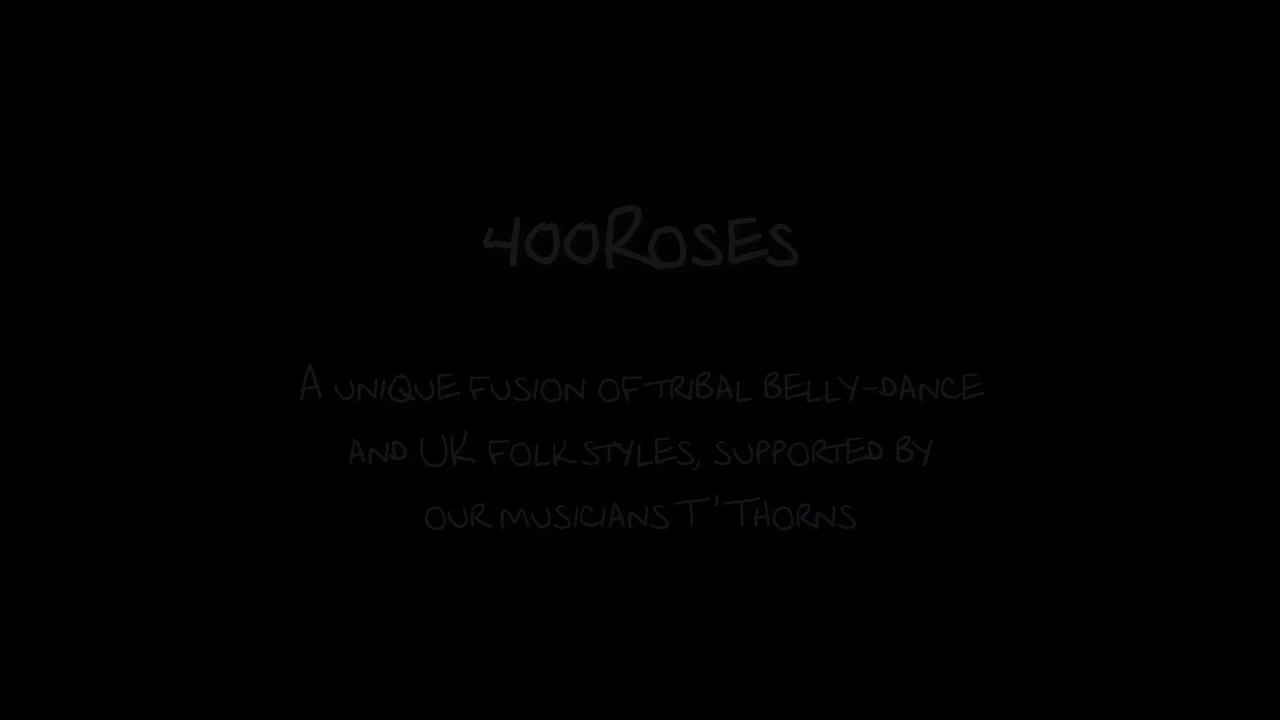 400Roses
A unique fusion of tribal belly-dance
and UK folk styles, supported by
our musicians T'Thorns